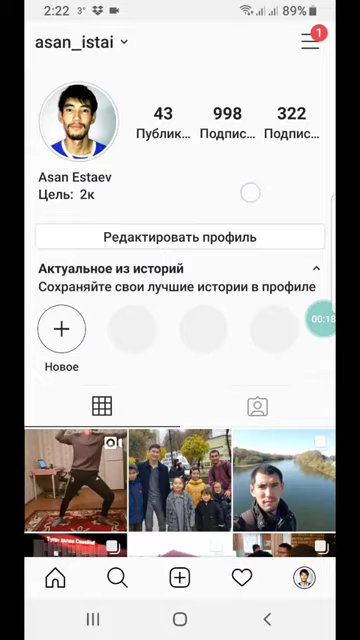 2:22 3° 89%
asan_istai
1
43 998 322
Публик... Подпис... Подпис...
Asan Estaev
Цель: 2к
Редактировать профиль
Актуальное из историй
Сохраняйте свои лучшие истории в профиле
00:18
Новое